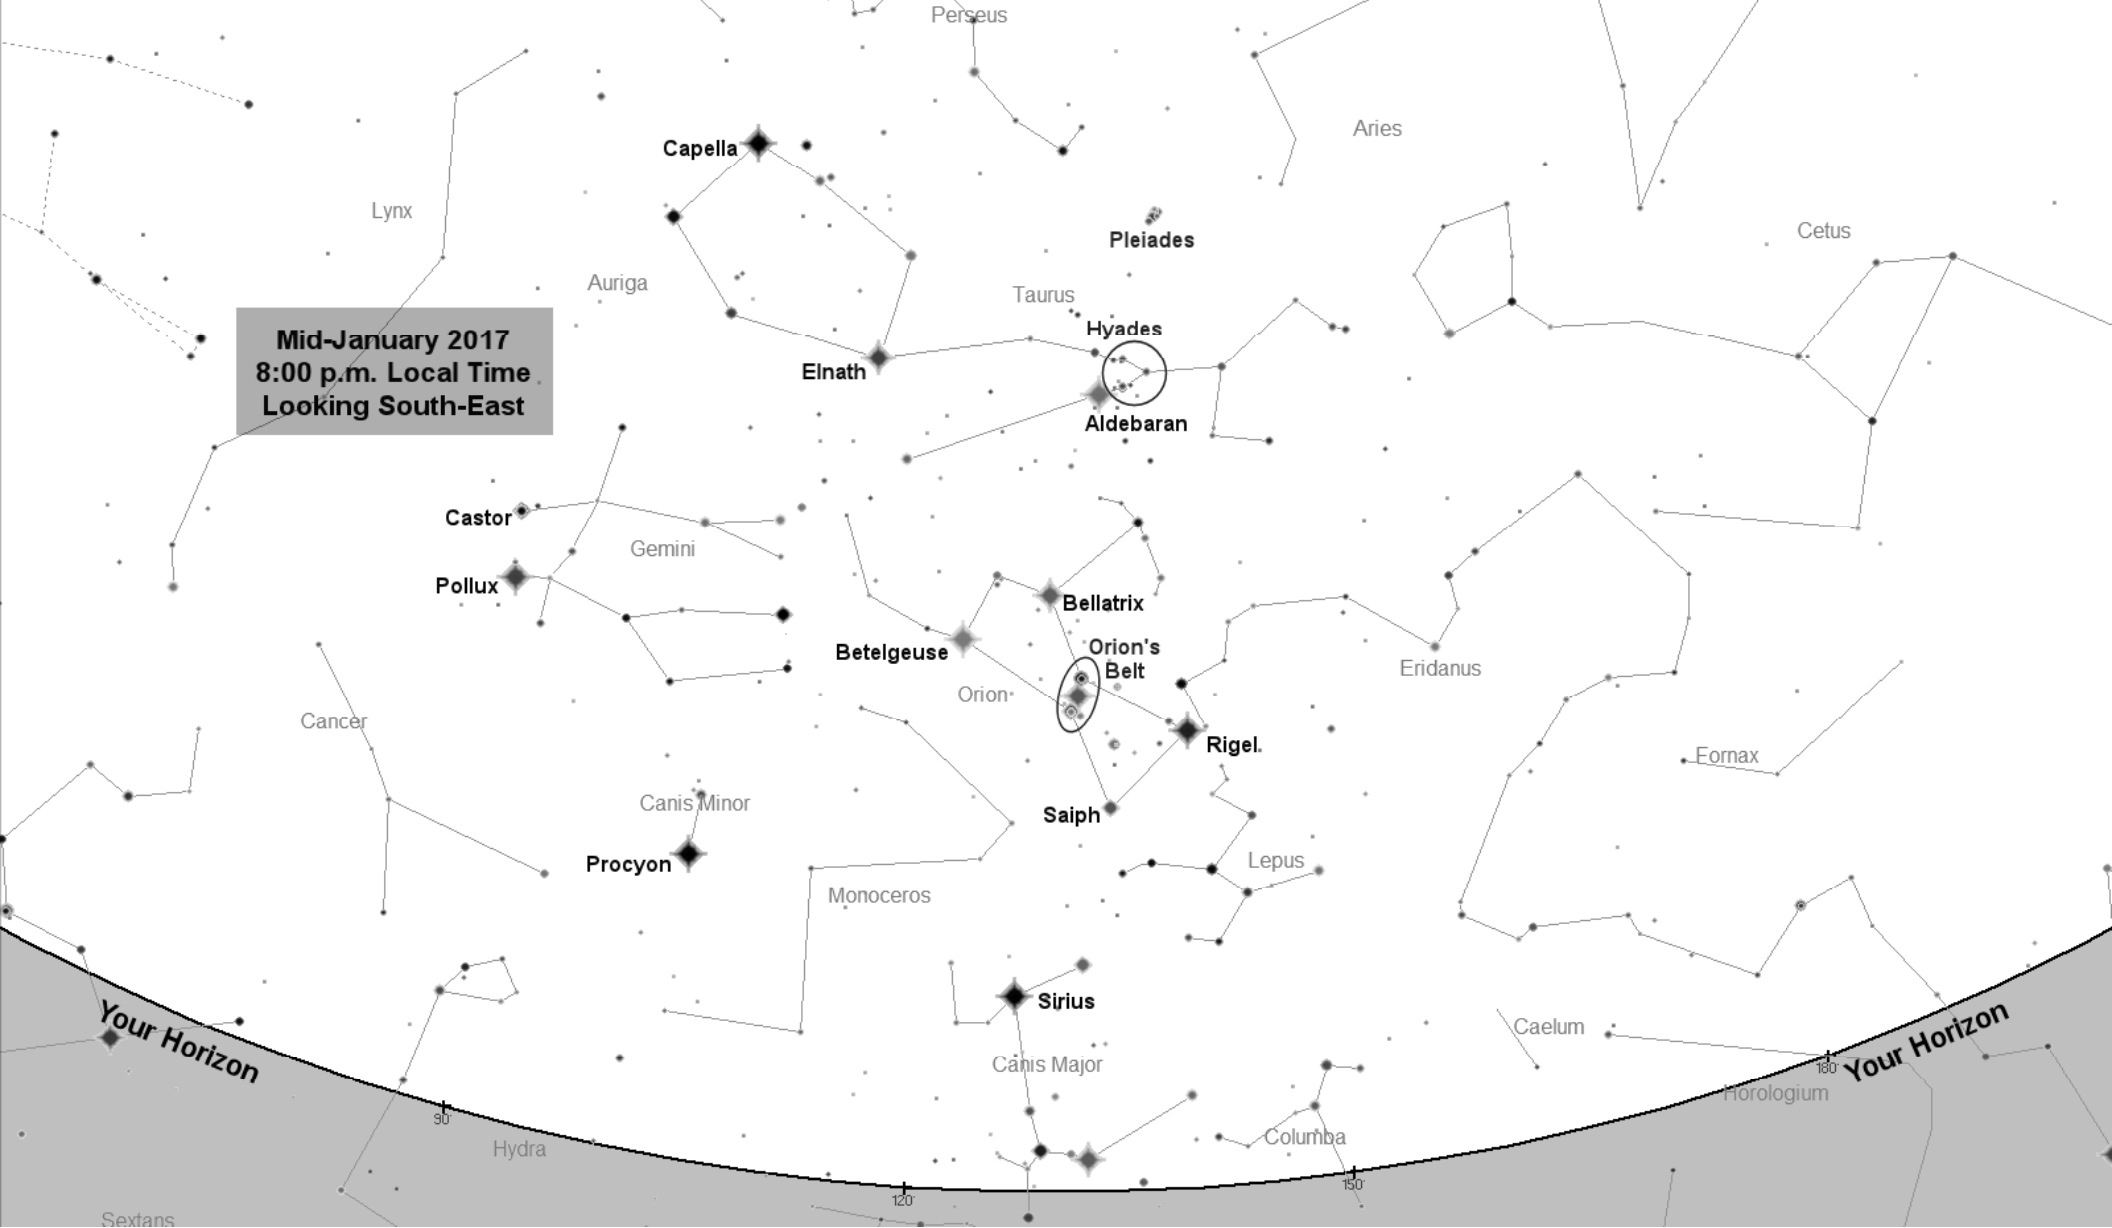 Perseus
Aries
Capella
Lynx
Pleiades
Cetus
Auriga
Taurus
Hyades
Mid-January 2017
8:00 p.m. Local Time
Looking South-East
Elnath
Aldebaran
Castor
Gemini
Pollux
Bellatrix
Betelgeuse
Orion's
Belt
Eridanus
Orion
Cancer
Rigel
Fornax
Canis Minor
Saiph
Procyon
Lepus
Monoceros
Sirius
Your Horizon
Caelum
Your Horizon
Canis Major
180°
Horologium
90°
Columba
Hydra
150°
120°
Sextans